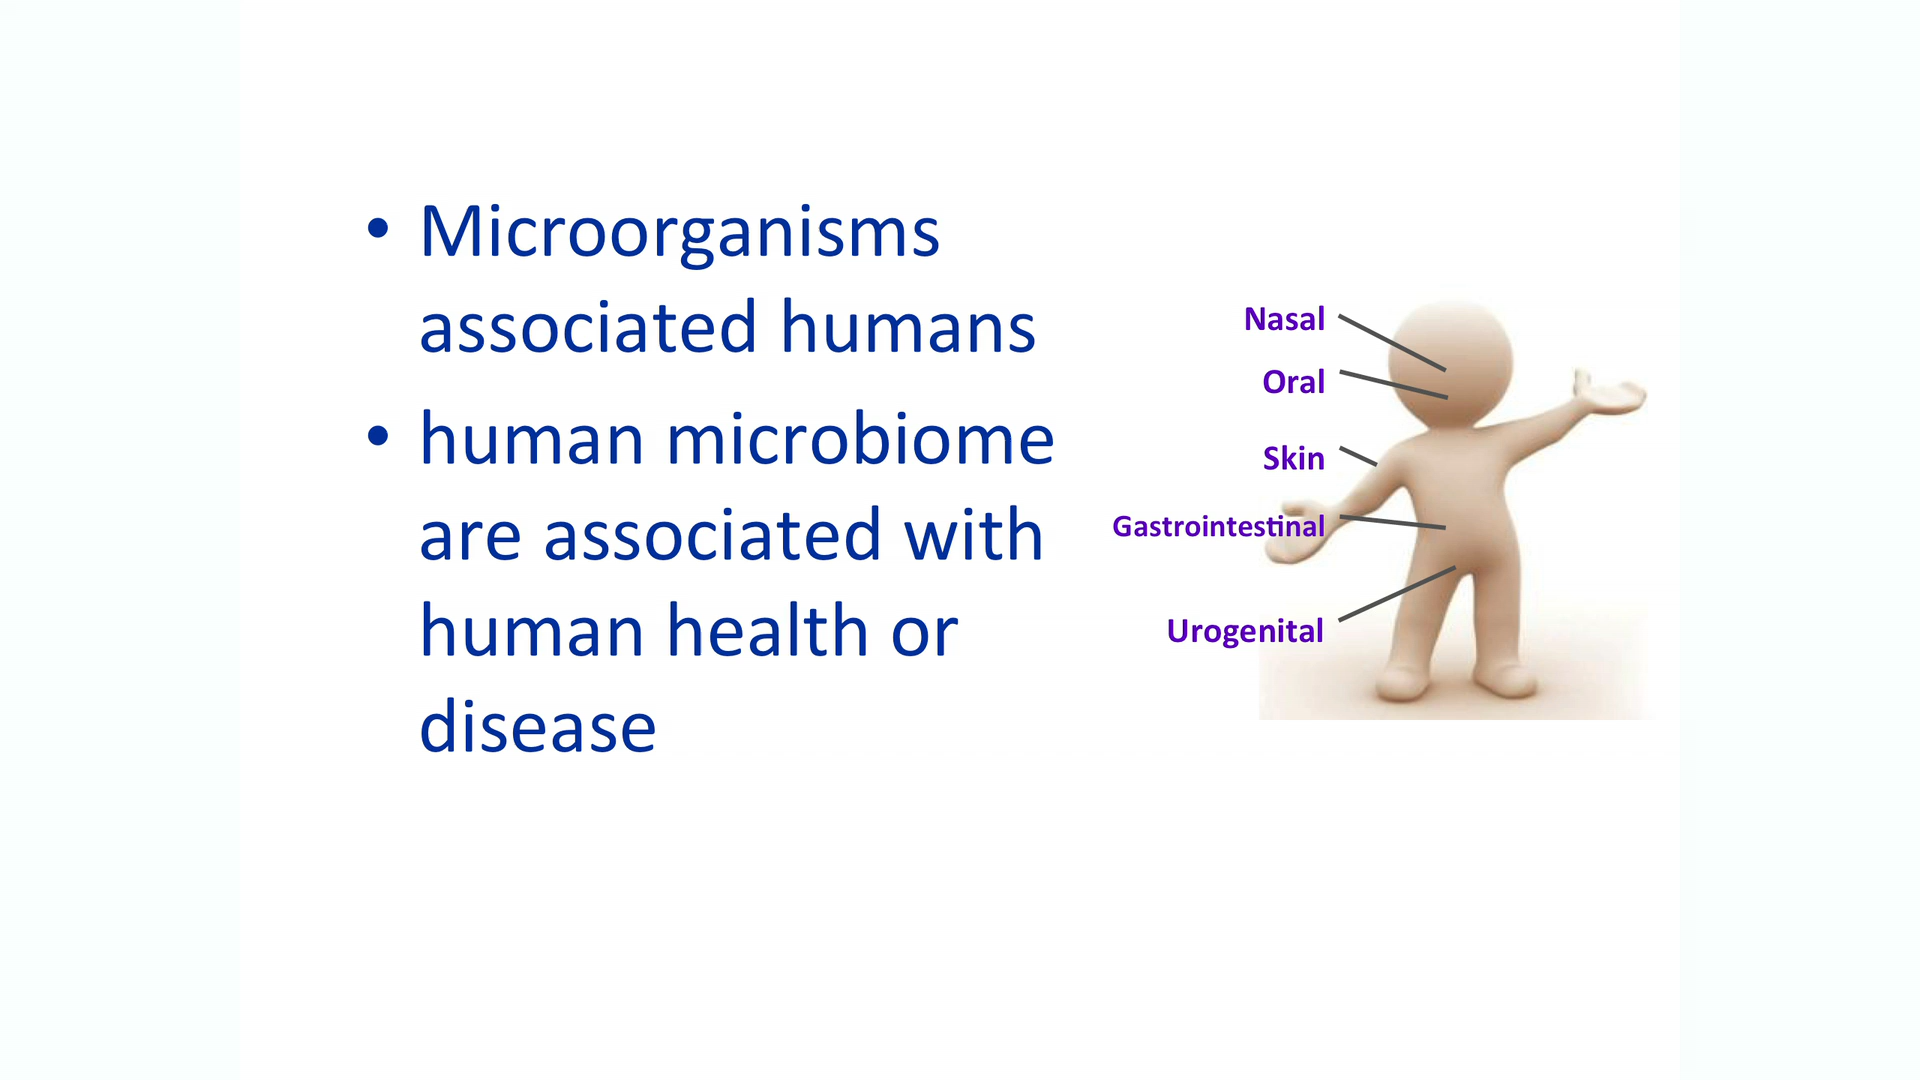 • Microorganisms
associated humans
• human microbiome
are associated with
human health or
disease
Nasal
Oral
Skin
Gastrointestinal
Urogenital